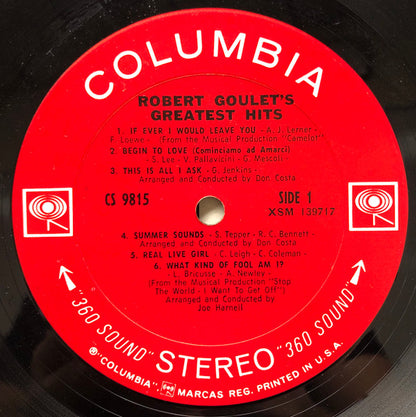 COLUMBIA
ROBERT GOULET'S
GREATEST HITS
1. IF EVER I WOULD LEAVE YOU - A. J. Lerner -
F. Loewe - (From the Musical Production "Camelot")
2. BEGIN TO LOVE (Cominciamo ad Amarci)
- S. Lee - V. Pallavicini - G. Mescoli -
3. THIS IS ALL I ASK - G. Jenkins -
Arranged and Conducted by Don Costa
CS 9815
SIDE 1
XSM 139717
4. SUMMER SOUNDS - S. Tepper - R. C. Bennett -
Arranged and Conducted by Don Costa
5. REAL LIVE GIRL - C. Leigh - C. Coleman -
6. WHAT KIND OF FOOL AM I?
- L. Bricusse - A. Newley -
(From the Musical Production "Stop
The World - I Want To Get Off")
Arranged and Conducted by
Joe Harnell
"360 SOUND" STEREO "360 SOUND"
℗"COLUMBIA", MARCAS REG. PRINTED IN U.S.A.